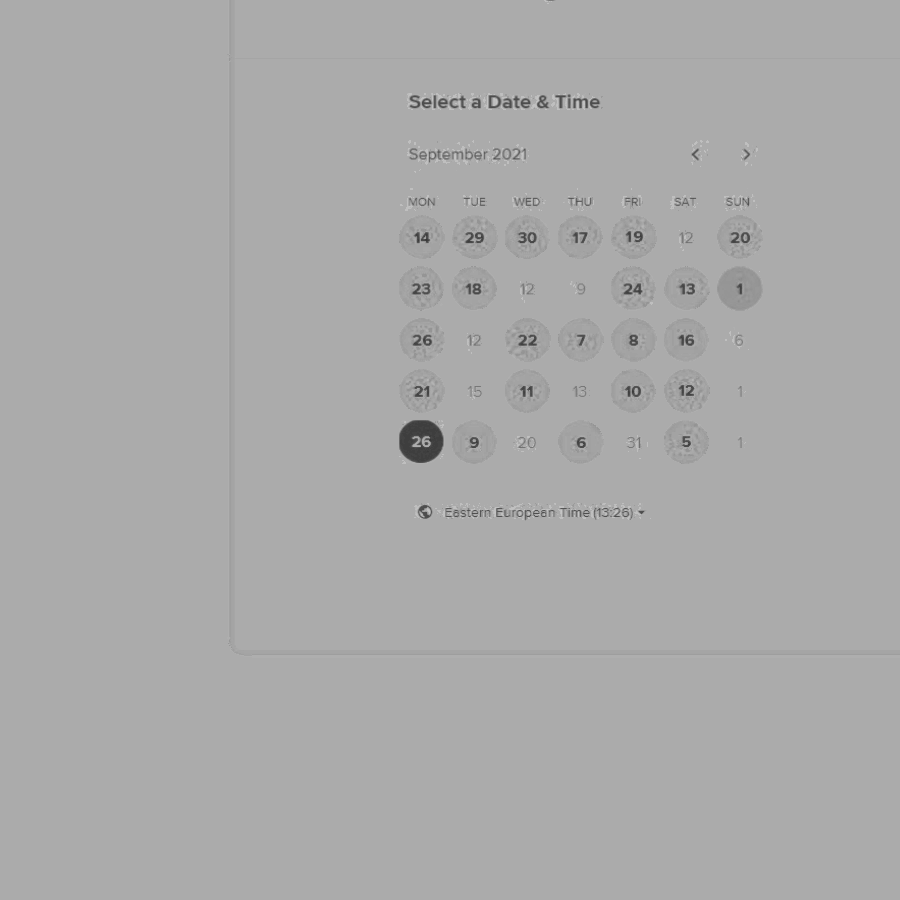 Select a Date & Time
September 2021
MON TUE WED THU FRI SAT SUN
14 29 30 17 19 12 20
23 18 12 9 24 13 1
26 12 22 7 8 16 6
21 15 11 13 10 12 1
26 9 20 6 31 5 1
Eastern European Time (13:26)